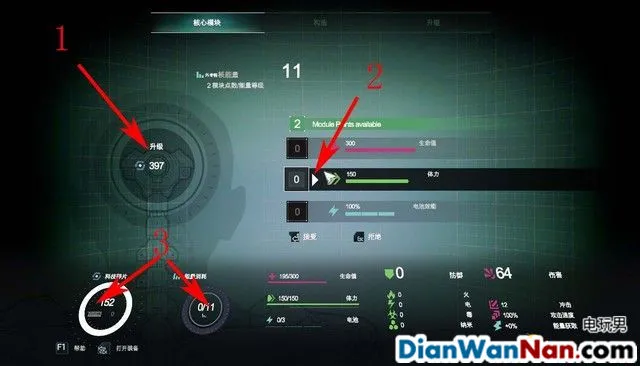 核心模块 构造 升级
1
2
3
核能量 11
2 模块点数/能量等级
2 Module Points available
0 300 生命值
升级
397
0 150 体力
0 100% 电池效能
接受 拒绝
科技碎片
152
0/11
195/300 生命值
150/150 体力
0/3 电池
0 防御
64 伤害
0 火
0 电
0 毒
0 纳米
12 冲击
100% 攻击速度
+0% 能量获取
F1 帮助 打开装备
电玩男
DianWanNan.com